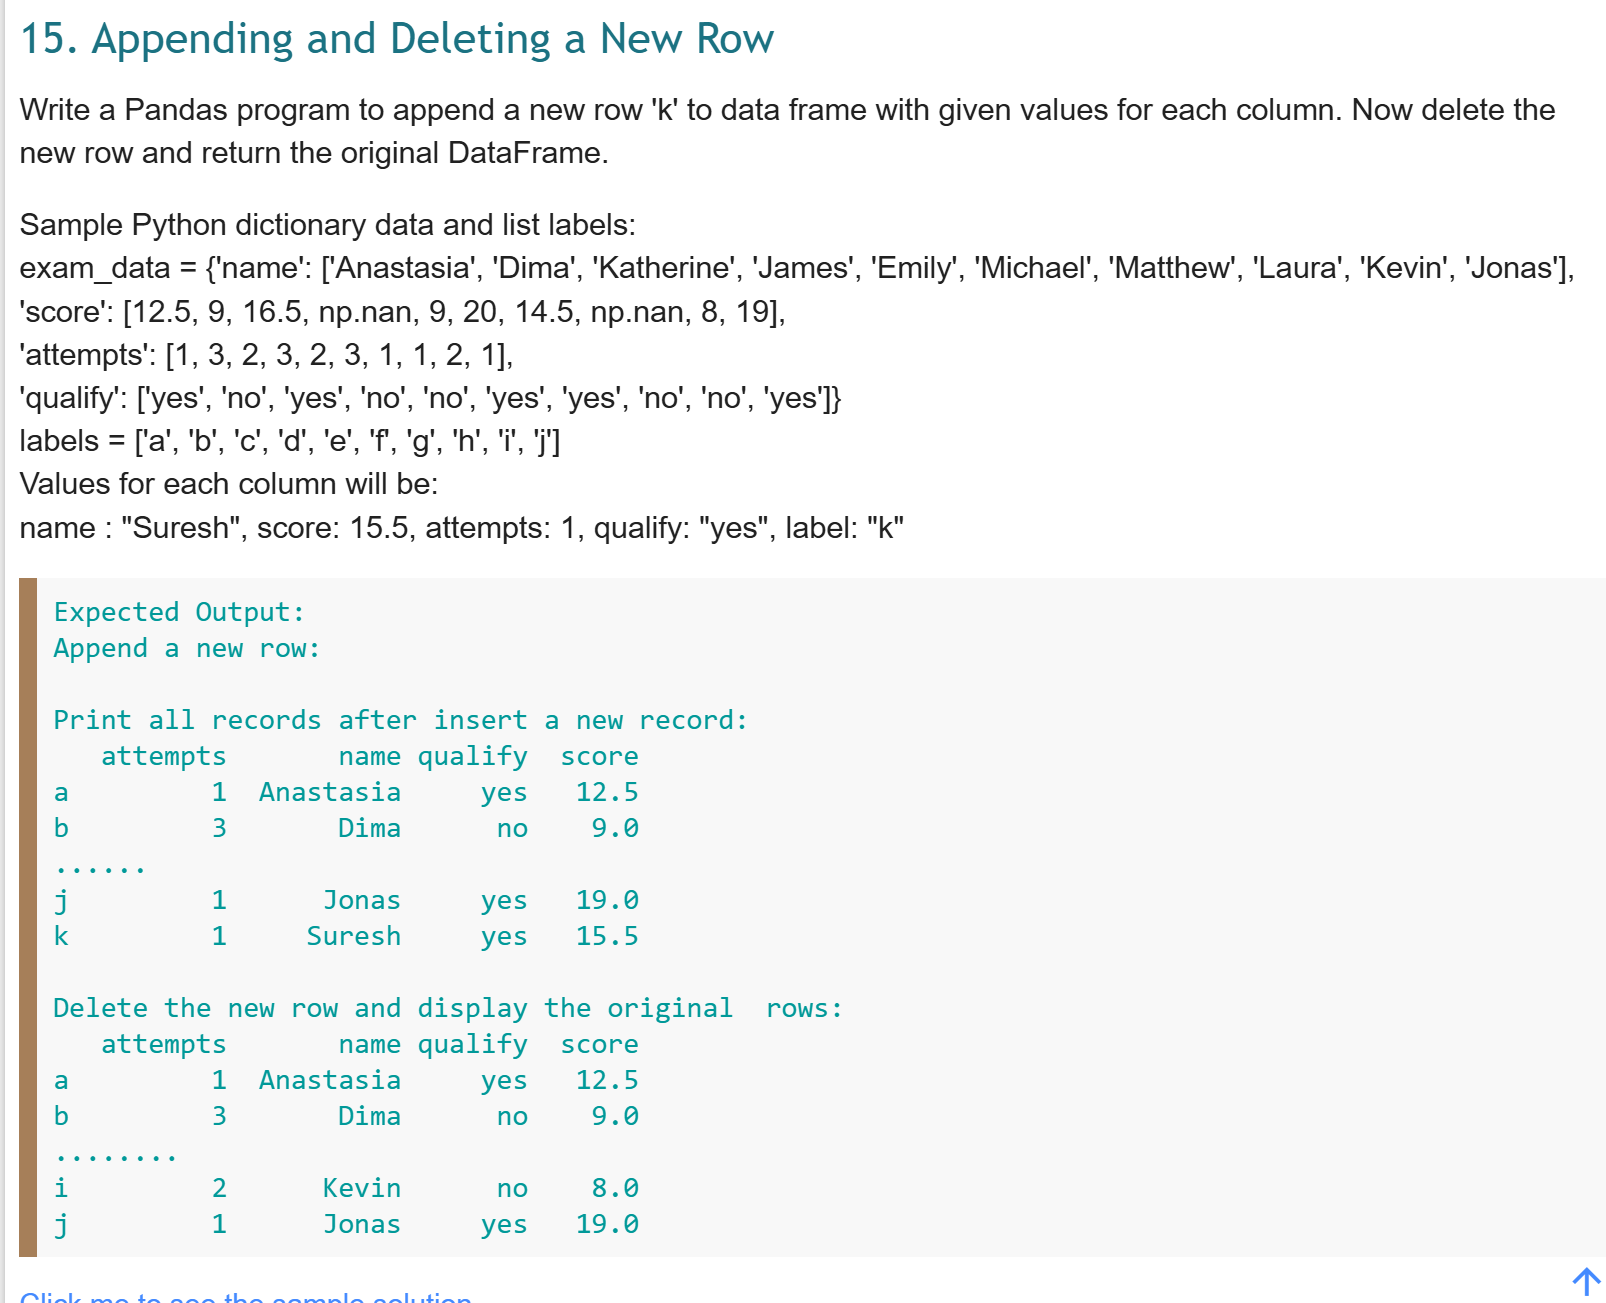 15. Appending and Deleting a New Row
Write a Pandas program to append a new row 'k' to data frame with given values for each column. Now delete the
new row and return the original DataFrame.
Sample Python dictionary data and list labels:
exam_data = {'name': ['Anastasia', 'Dima', 'Katherine', 'James', 'Emily', 'Michael', 'Matthew', 'Laura', 'Kevin', 'Jonas'],
'score': [12.5, 9, 16.5, np.nan, 9, 20, 14.5, np.nan, 8, 19],
'attempts': [1, 3, 2, 3, 2, 3, 1, 1, 2, 1],
'qualify': ['yes', 'no', 'yes', 'no', 'no', 'yes', 'yes', 'no', 'no', 'yes']}
labels = ['a', 'b', 'c', 'd', 'e', 'f', 'g', 'h', 'i', 'j']
Values for each column will be:
name : "Suresh", score: 15.5, attempts: 1, qualify: "yes", label: "k"
Expected Output:
Append a new row:
Print all records after insert a new record:
   attempts       name qualify  score
a         1  Anastasia     yes   12.5
b         3       Dima      no    9.0
......
j         1      Jonas     yes   19.0
k         1     Suresh     yes   15.5
Delete the new row and display the original  rows:
   attempts       name qualify  score
a         1  Anastasia     yes   12.5
b         3       Dima      no    9.0
........
i         2      Kevin      no    8.0
j         1      Jonas     yes   19.0
Click me to see the sample solution